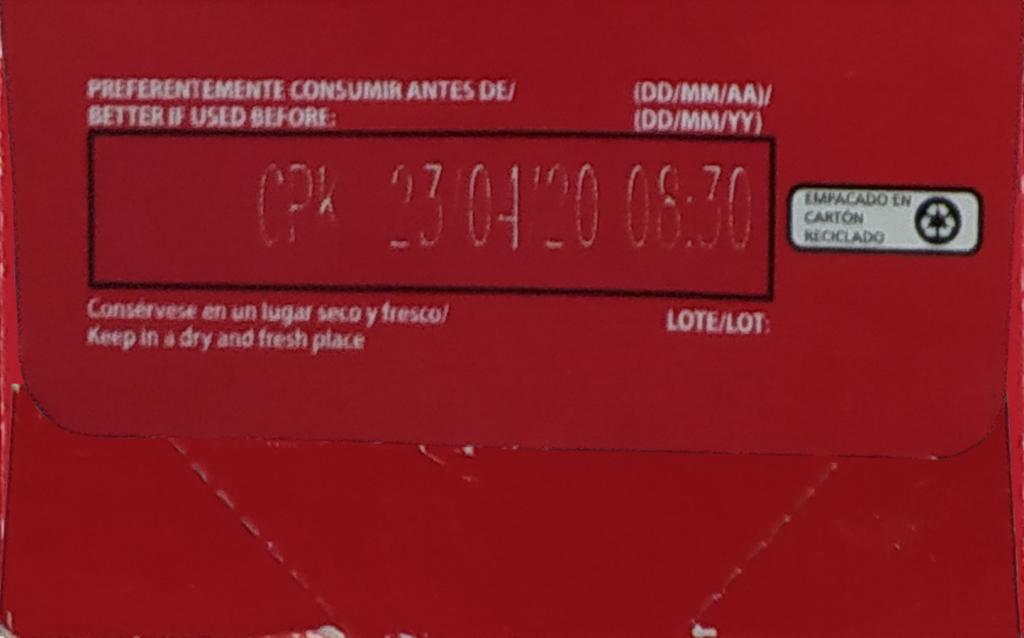 PREFERENTEMENTE CONSUMIR ANTES DE/ (DD/MM/AA)/
BETTER IF USED BEFORE: (DD/MM/YY)
CPK 23/04/20 08:30
EMPACADO EN
CARTÓN
RECICLADO
Consérvese en un lugar seco y fresco/
Keep in a dry and fresh place
LOTE/LOT: